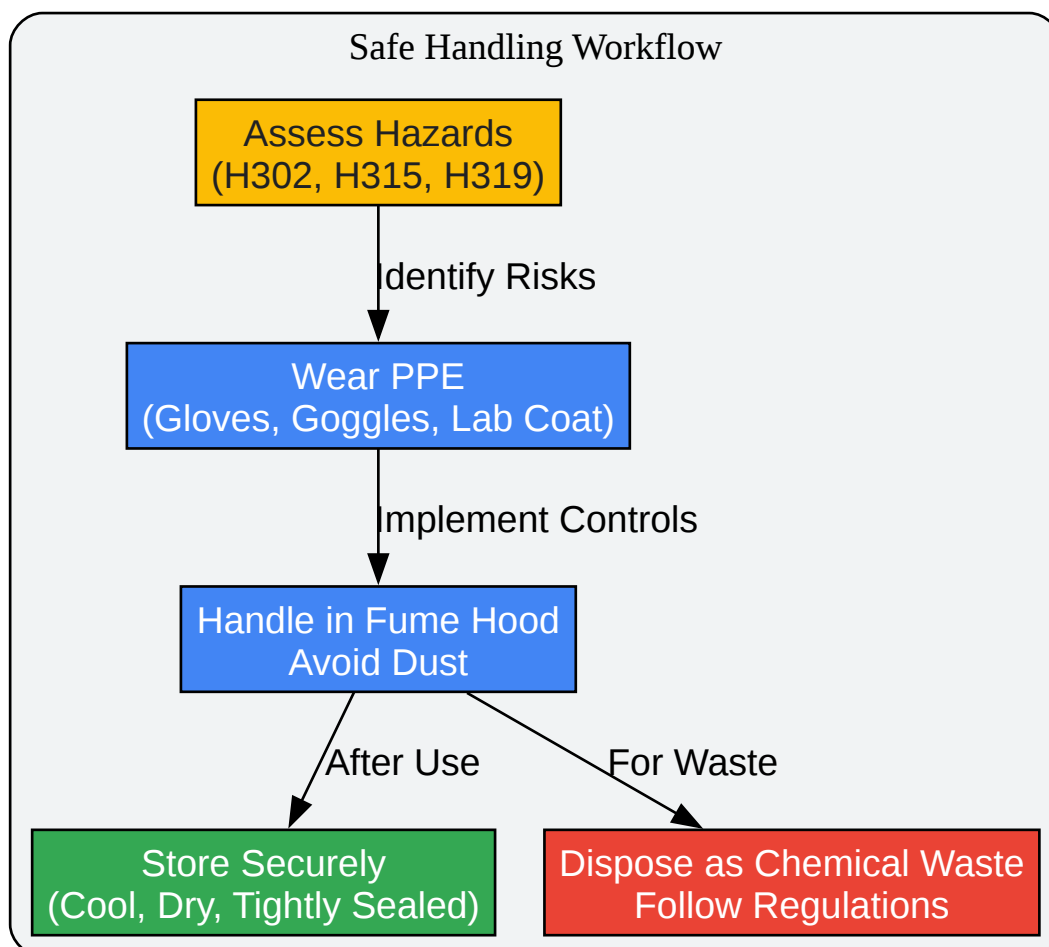 Safe Handling Workflow
Assess Hazards
(H302, H315, H319)
Identify Risks
Wear PPE
(Gloves, Goggles, Lab Coat)
Implement Controls
Handle in Fume Hood
Avoid Dust
After Use
For Waste
Store Securely
(Cool, Dry, Tightly Sealed)
Dispose as Chemical Waste
Follow Regulations